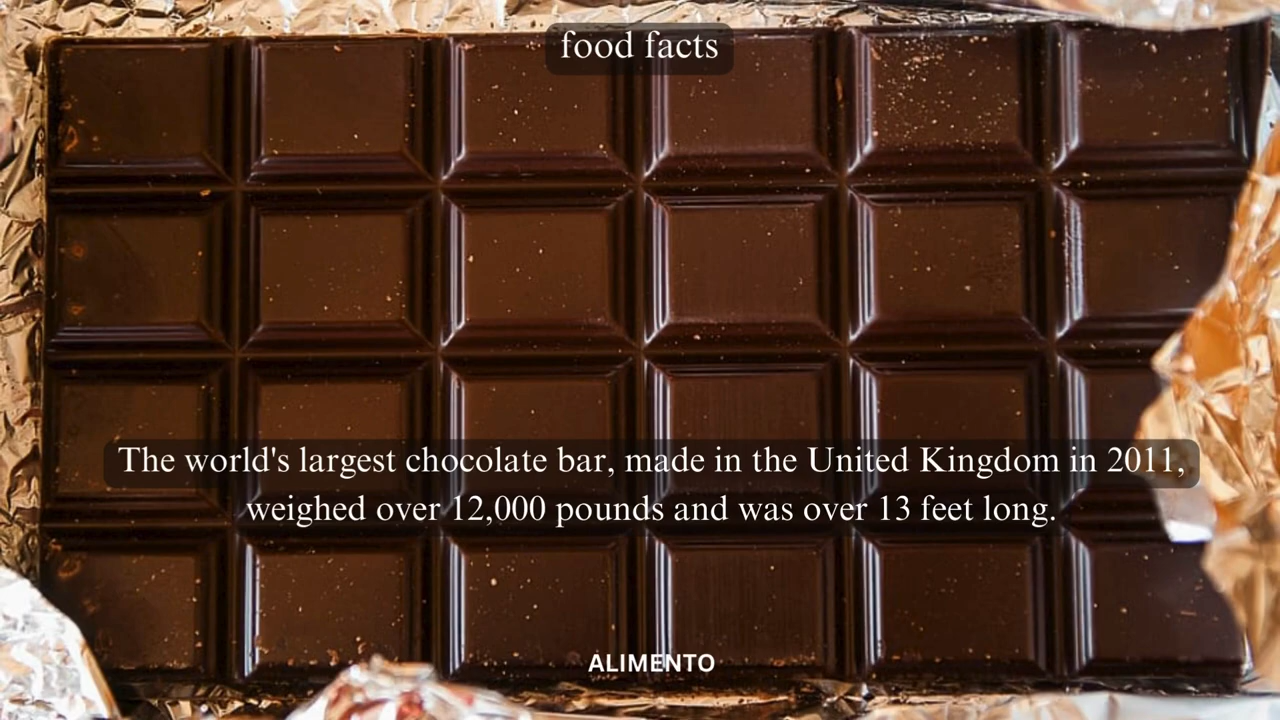 food facts
The world's largest chocolate bar, made in the United Kingdom in 2011,
weighed over 12,000 pounds and was over 13 feet long.
ALIMENTO